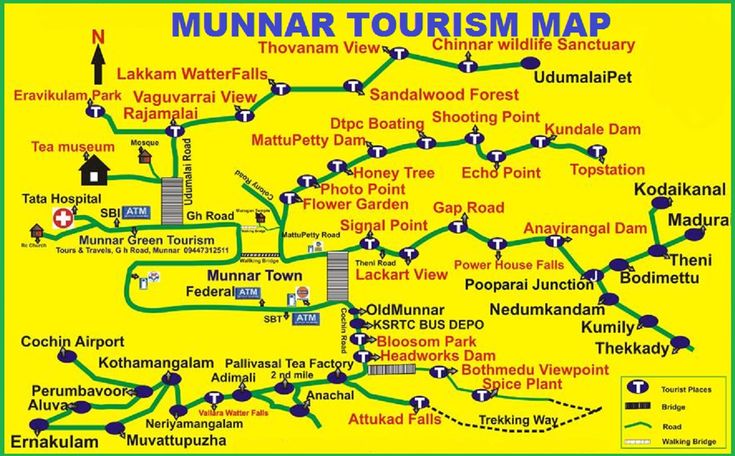 MUNNAR TOURISM MAP
N
Thovanam View
Chinnar wildlife Sanctuary
Lakkam WatterFalls
UdumalaiPet
Eravikulam Park
Vaguvarrai View
Sandalwood Forest
Rajamalai
Shooting Point
Dtpc Boating
Kundale Dam
MattuPetty Dam
Mosque
Tea museum
Udumalai Road
Echo Point
Topstation
Honey Tree
Colony Road
Photo Point
Flower Garden
Kodaikanal
Tata Hospital
SBI
ATM
Gh Road
Murugan Temple
Walking Bridge
Signal Point
Gap Road
Anayirangal Dam
Madurai
Rc Church
Munnar Green Tourism
Tours & Travels, G h Road, Munnar 09447312511
MattuPetty Road
Walking Bridge
Theni Road
Lackart View
Power House Falls
Theni
Bodimettu
Munnar Town
Pooparai Junction
J
Federal
ATM
Nedumkandam
SBT
ATM
Cochin Road
OldMunnar
KSRTC BUS DEPO
Kumily
Thekkady
Bloosom Park
Headworks Dam
Cochin Airport
Kothamangalam
Pallivasal Tea Factory
2 nd mile
Bothmedu Viewpoint
Spice Plant
Adimali
Perumbavoor
Aluva
Anachal
Vallara Watter Falls
Neriyamangalam
Attukad Falls
Trekking Way
Ernakulam
Muvattupuzha
T
Tourist Places
Bridge
Road
Walking Bridge